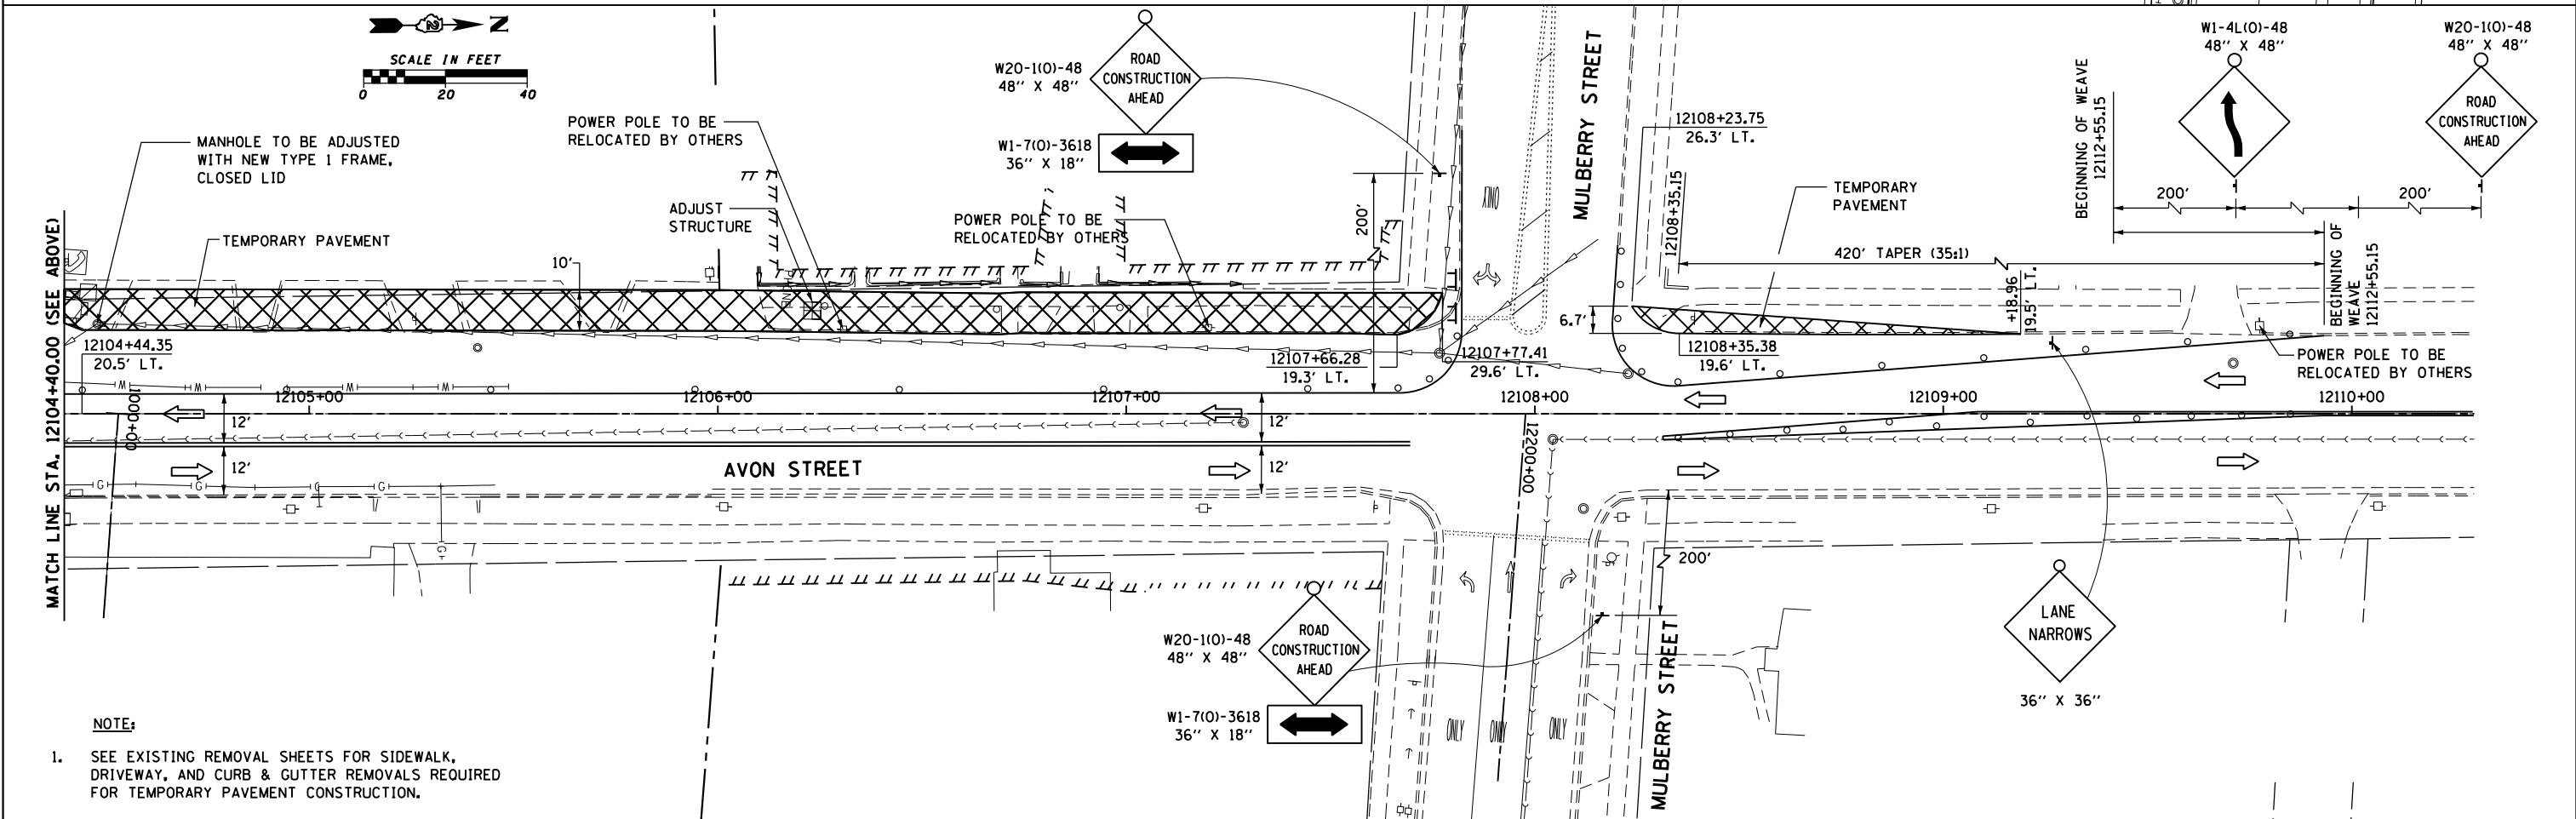 N
SCALE IN FEET
0 20 40
MANHOLE TO BE ADJUSTED
WITH NEW TYPE 1 FRAME,
CLOSED LID
TEMPORARY PAVEMENT
POWER POLE TO BE
RELOCATED BY OTHERS
ADJUST
STRUCTURE
10'
W20-1(O)-48
48" X 48"
ROAD
CONSTRUCTION
AHEAD
W1-7(O)-3618
36" X 18"
POWER POLE TO BE
RELOCATED BY OTHERS
200'
ONLY
MULBERRY STREET
12108+23.75
26.3' LT.
12108+35.15
TEMPORARY
PAVEMENT
420' TAPER (35:1)
BEGINNING OF WEAVE
12112+55.15
W1-4L(O)-48
48" X 48"
W20-1(O)-48
48" X 48"
ROAD
CONSTRUCTION
AHEAD
200'
200'
BEGINNING OF
WEAVE
12112+55.15
+18.96
19.5' LT.
6.7'
12108+35.38
19.6' LT.
12107+77.41
29.6' LT.
12107+66.28
19.3' LT.
POWER POLE TO BE
RELOCATED BY OTHERS
MATCH LINE STA. 12104+40.00 (SEE ABOVE)
12104+44.35
20.5' LT.
W W W W
1000+00
12105+00
12106+00
12107+00
12108+00
12109+00
12110+00
12'
12'
12'
12'
AVON STREET
12200+00
G G G G
G
200'
W20-1(O)-48
48" X 48"
ROAD
CONSTRUCTION
AHEAD
W1-7(O)-3618
36" X 18"
ONLY
ONLY
ONLY
MULBERRY STREET
LANE
NARROWS
36" X 36"
NOTE:
1. SEE EXISTING REMOVAL SHEETS FOR SIDEWALK,
DRIVEWAY, AND CURB & GUTTER REMOVALS REQUIRED
FOR TEMPORARY PAVEMENT CONSTRUCTION.